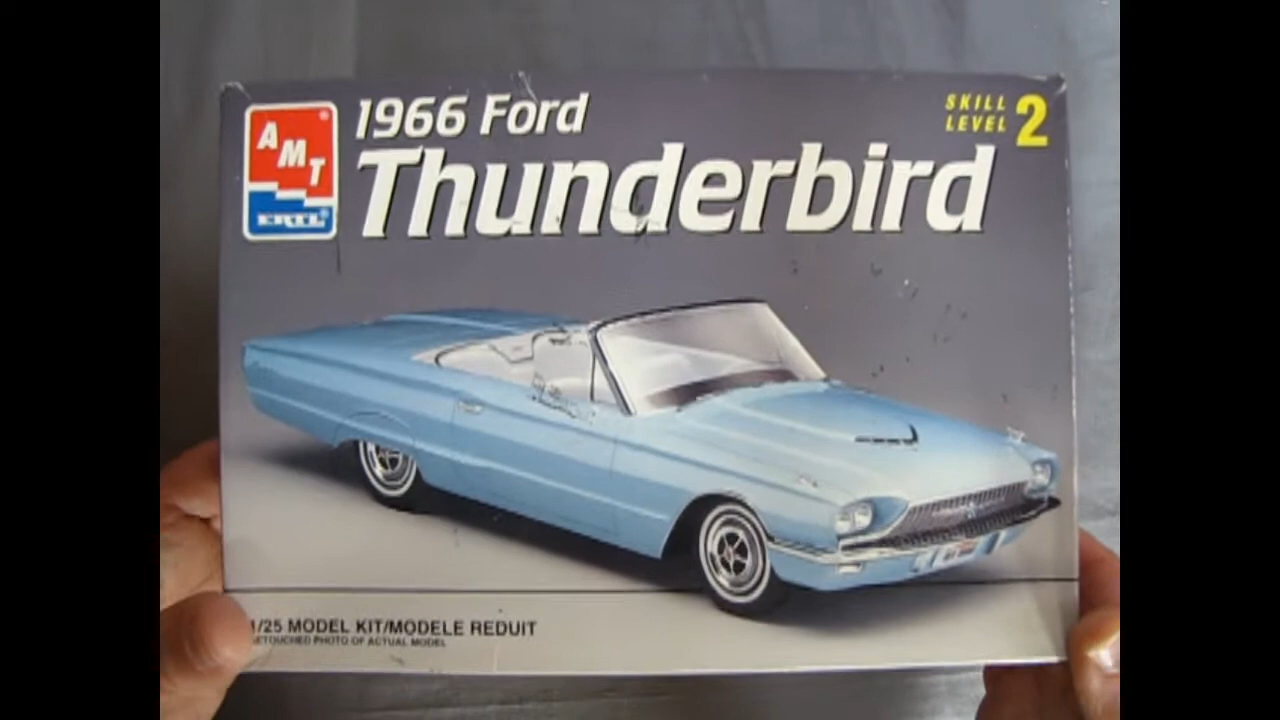 AMT
ERTL
1966 Ford
Thunderbird
SKILL
LEVEL 2
1/25 MODEL KIT/MODELE REDUIT
RETOUCHED PHOTO OF ACTUAL MODEL